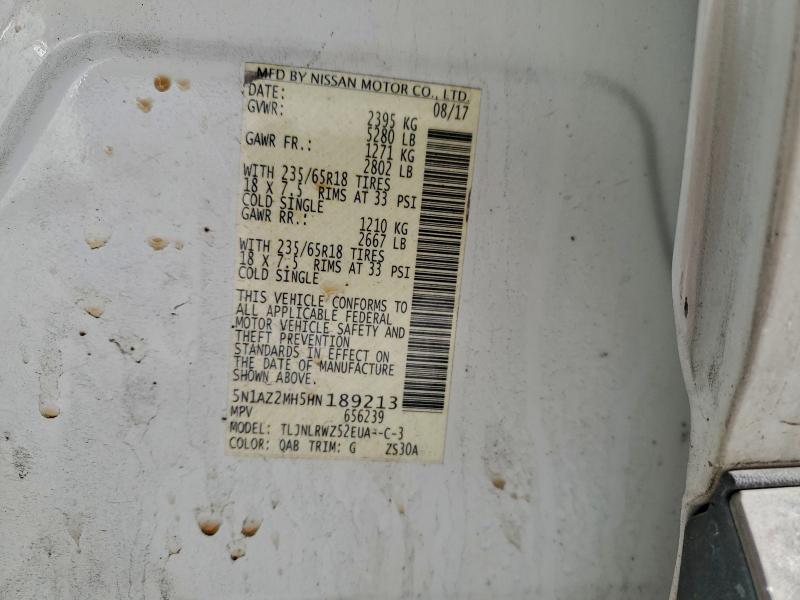 MFD BY NISSAN MOTOR CO., LTD.
DATE: 08/17
GVWR: 2395 KG
5280 LB
GAWR FR.: 1271 KG
2802 LB
WITH 235/65R18 TIRES
18 X 7.5 RIMS AT 33 PSI
COLD SINGLE
GAWR RR.: 1210 KG
2667 LB
WITH 235/65R18 TIRES
18 X 7.5 RIMS AT 33 PSI
COLD SINGLE
THIS VEHICLE CONFORMS TO
ALL APPLICABLE FEDERAL
MOTOR VEHICLE SAFETY AND
THEFT PREVENTION
STANDARDS IN EFFECT ON
THE DATE OF MANUFACTURE
SHOWN ABOVE.
5N1AZ2MH5HN189213
MPV 656239
MODEL: TLJNLRWZ52EUA--C-3
COLOR: QAB TRIM: G ZS30A